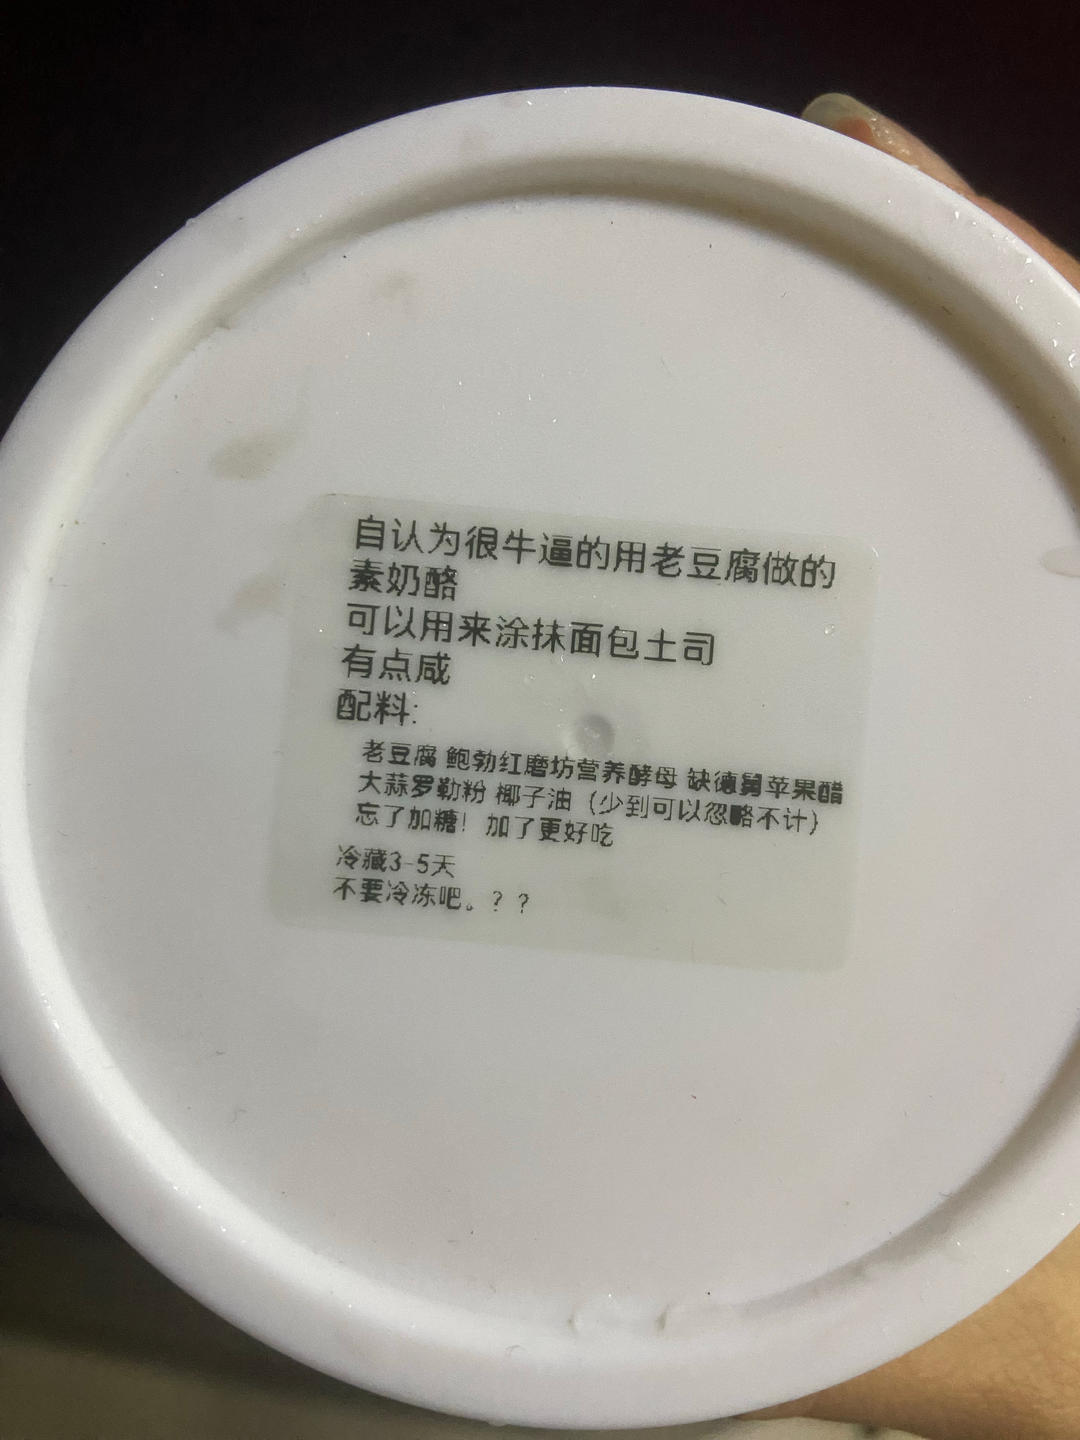 自认为很牛逼的用老豆腐做的
素奶酪
可以用来涂抹面包土司
有点咸
配料:
老豆腐 鲍勃红磨坊营养酵母 缺德舅苹果醋
大蒜罗勒粉 椰子油（少到可以忽略不计）
忘了加糖！加了更好吃
冷藏3-5天
不要冷冻吧。？？